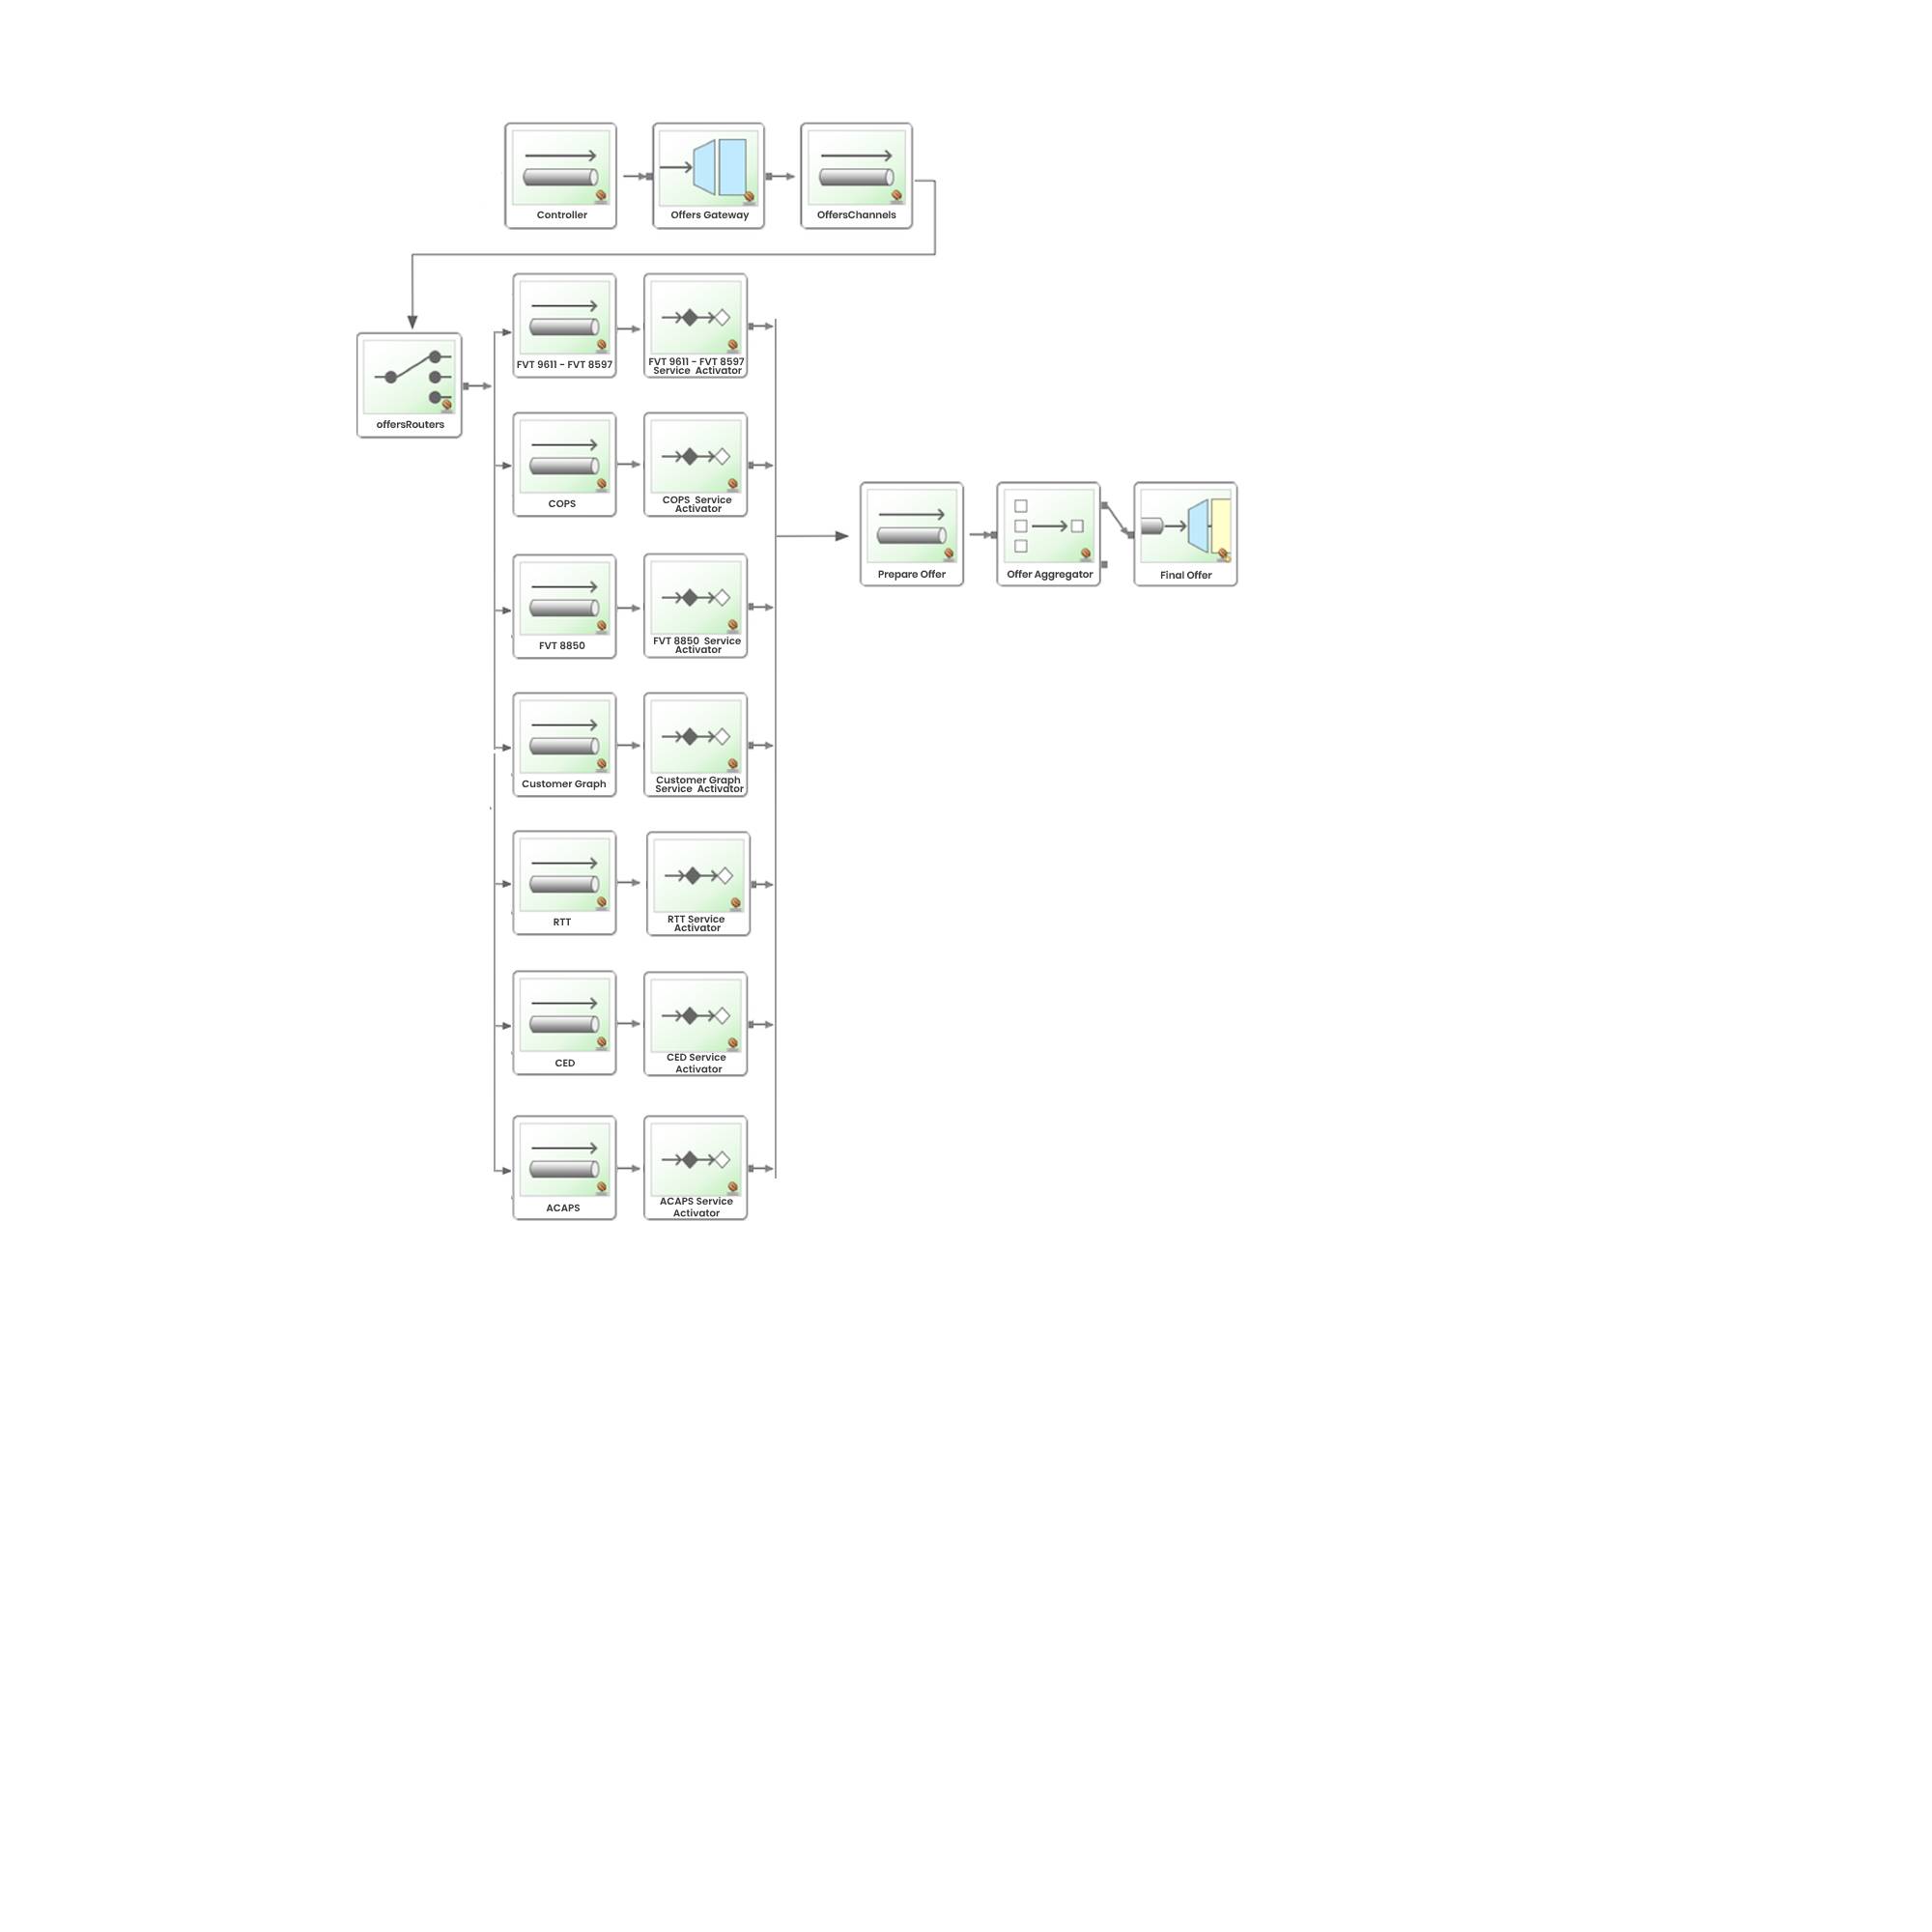 Controller
Offers Gateway
OffersChannels
offersRouters
FVT 9611 - FVT 8597
FVT 9611 - FVT 8597
Service Activator
COPS
COPS Service
Activator
FVT 8850
FVT 8850 Service
Activator
Customer Graph
Customer Graph
Service Activator
RTT
RTT Service
Activator
CED
CED Service
Activator
ACAPS
ACAPS Service
Activator
Prepare Offer
Offer Aggregator
Final Offer